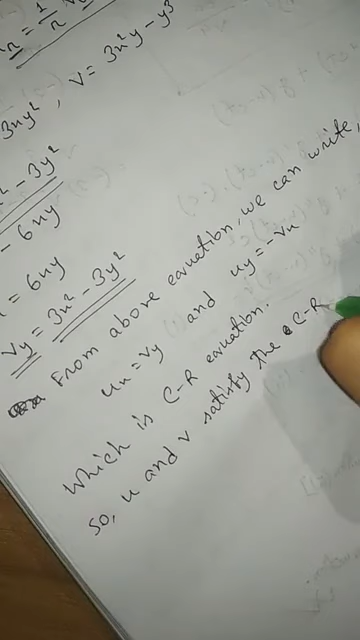 r = 1/r v
3xy², v = 3x²y - y³
x² - 3y²
- 6xy
= 6xy
vy = 3x² - 3y²
From above equation, we can write,
ux = vy and uy = -vx
Which is C-R equation.
So, u and v satisfy the C-R